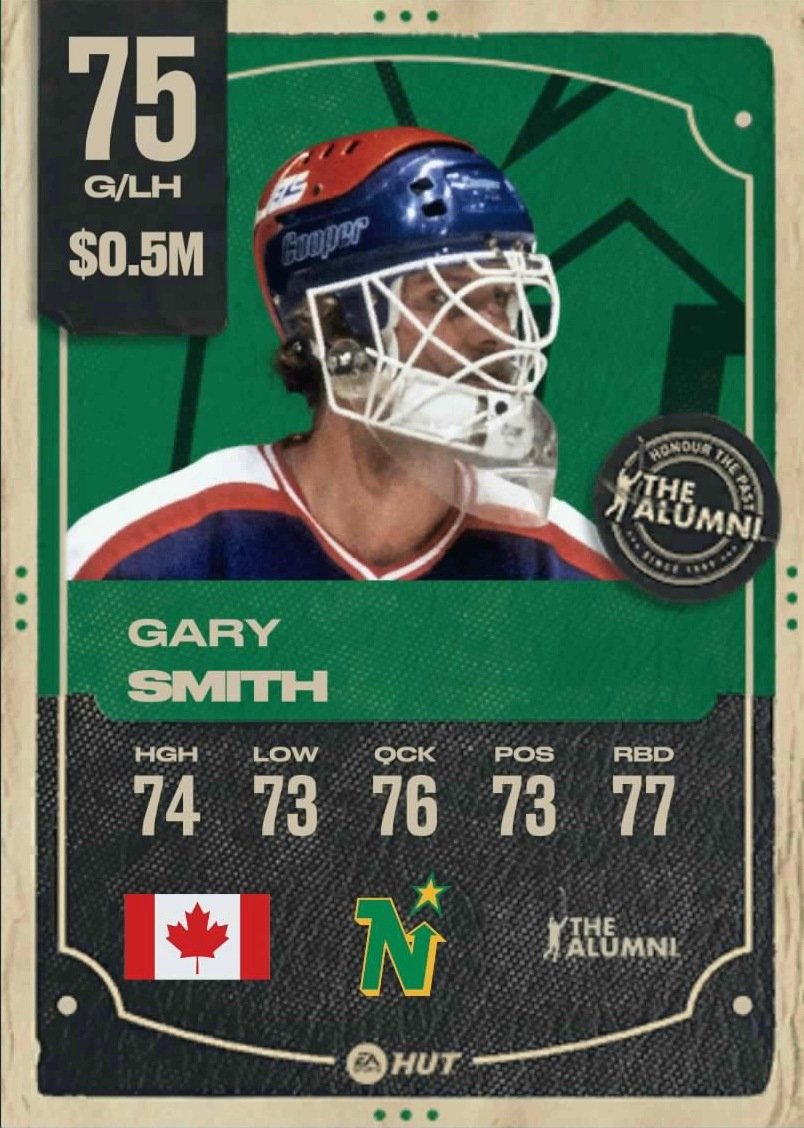 75
G/LH
$0.5M
Cooper
HONOUR THE PAST
THE
ALUMNI
GARY
SMITH
HGH LOW QCK POS RBD
74 73 76 73 77
N
THE
ALUMNI
EA
HUT